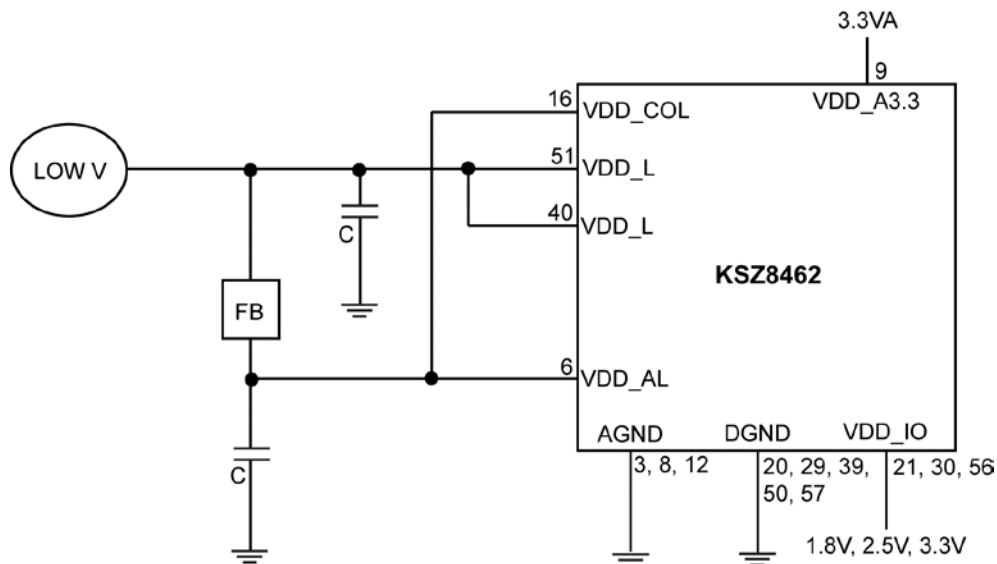 3.3VA
9
16
VDD_COL
VDD_A3.3
LOW V
51
VDD_L
40
VDD_L
C
KSZ8462
FB
6
VDD_AL
AGND
DGND
VDD_IO
3, 8, 12
20, 29, 39,
21, 30, 56
50, 57
C
1.8V, 2.5V, 3.3V